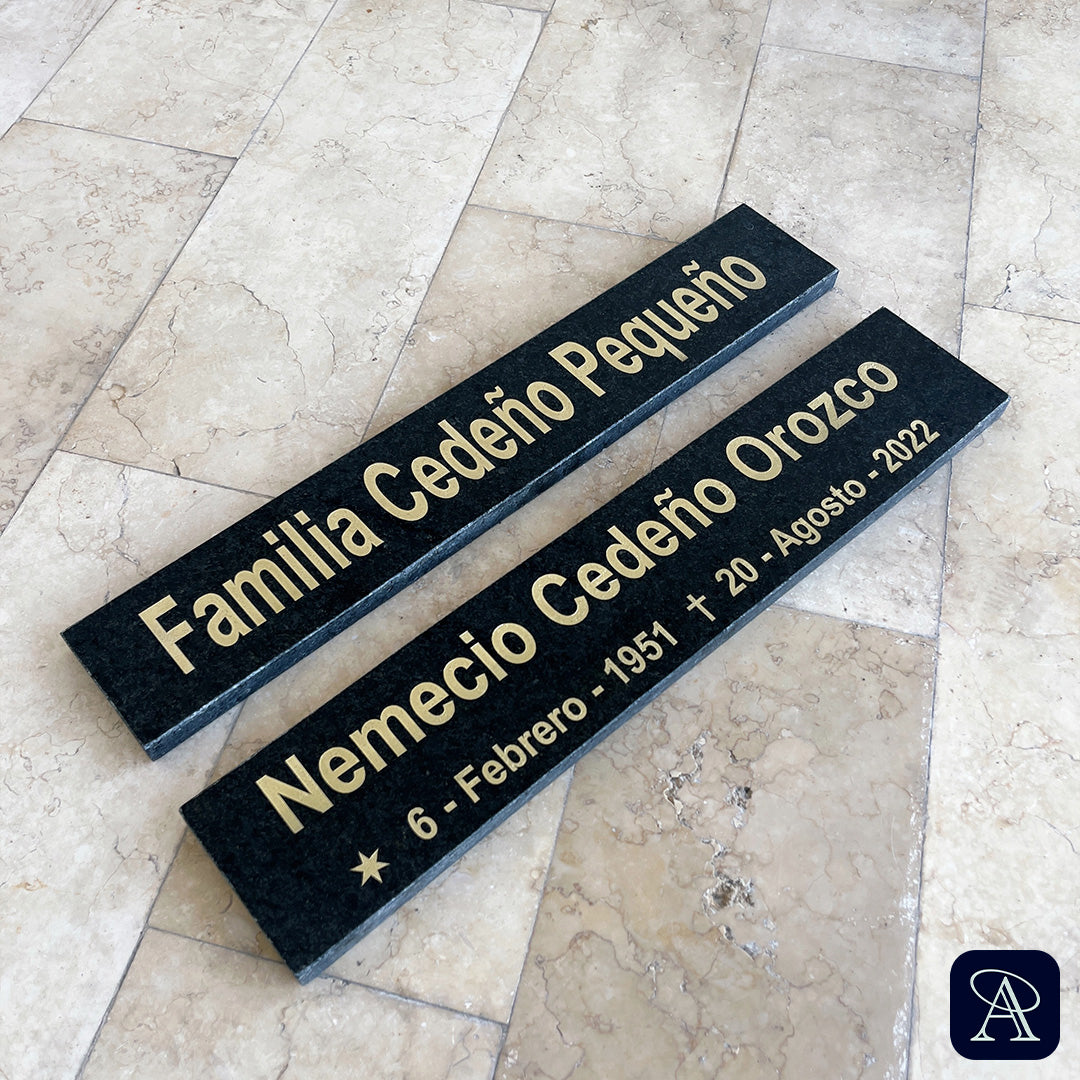 Familia Cedeño Pequeño
Nemecio Cedeño Orozco
6 - Febrero - 1951 † 20 - Agosto - 2022
A